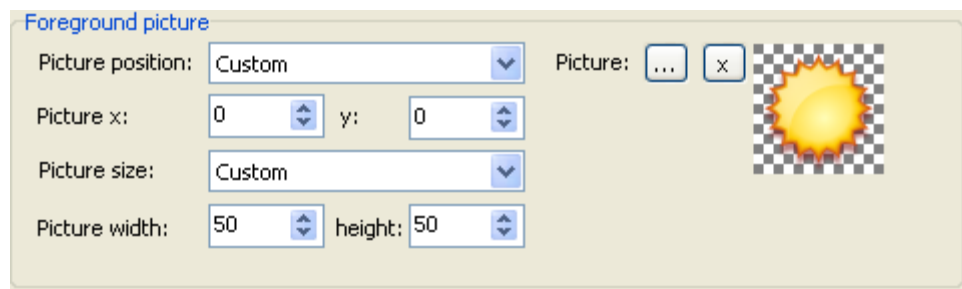 Foreground picture
Picture position: Custom Picture: ... x
Picture x: 0 y: 0
Picture size: Custom
Picture width: 50 height: 50